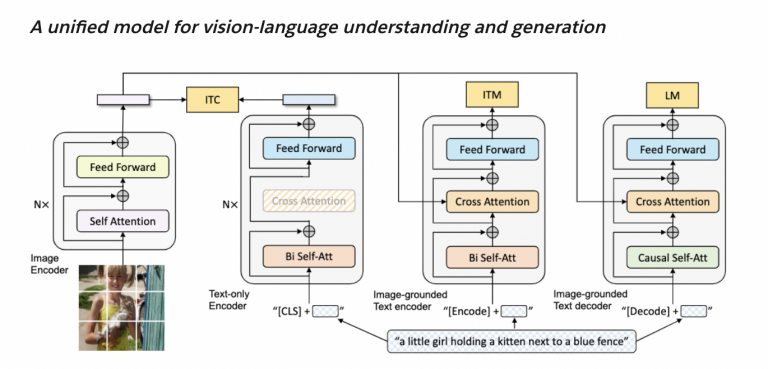 A unified model for vision-language understanding and generation
ITC
ITM
LM
Feed Forward
Self Attention
N×
Image
Encoder
Feed Forward
Cross Attention
Bi Self-Att
N×
Text-only
Encoder
"[CLS] + "
Feed Forward
Cross Attention
Bi Self-Att
Image-grounded
Text encoder
"[Encode] + "
Feed Forward
Cross Attention
Causal Self-Att
Image-grounded
Text decoder
"[Decode] + "
"a little girl holding a kitten next to a blue fence"